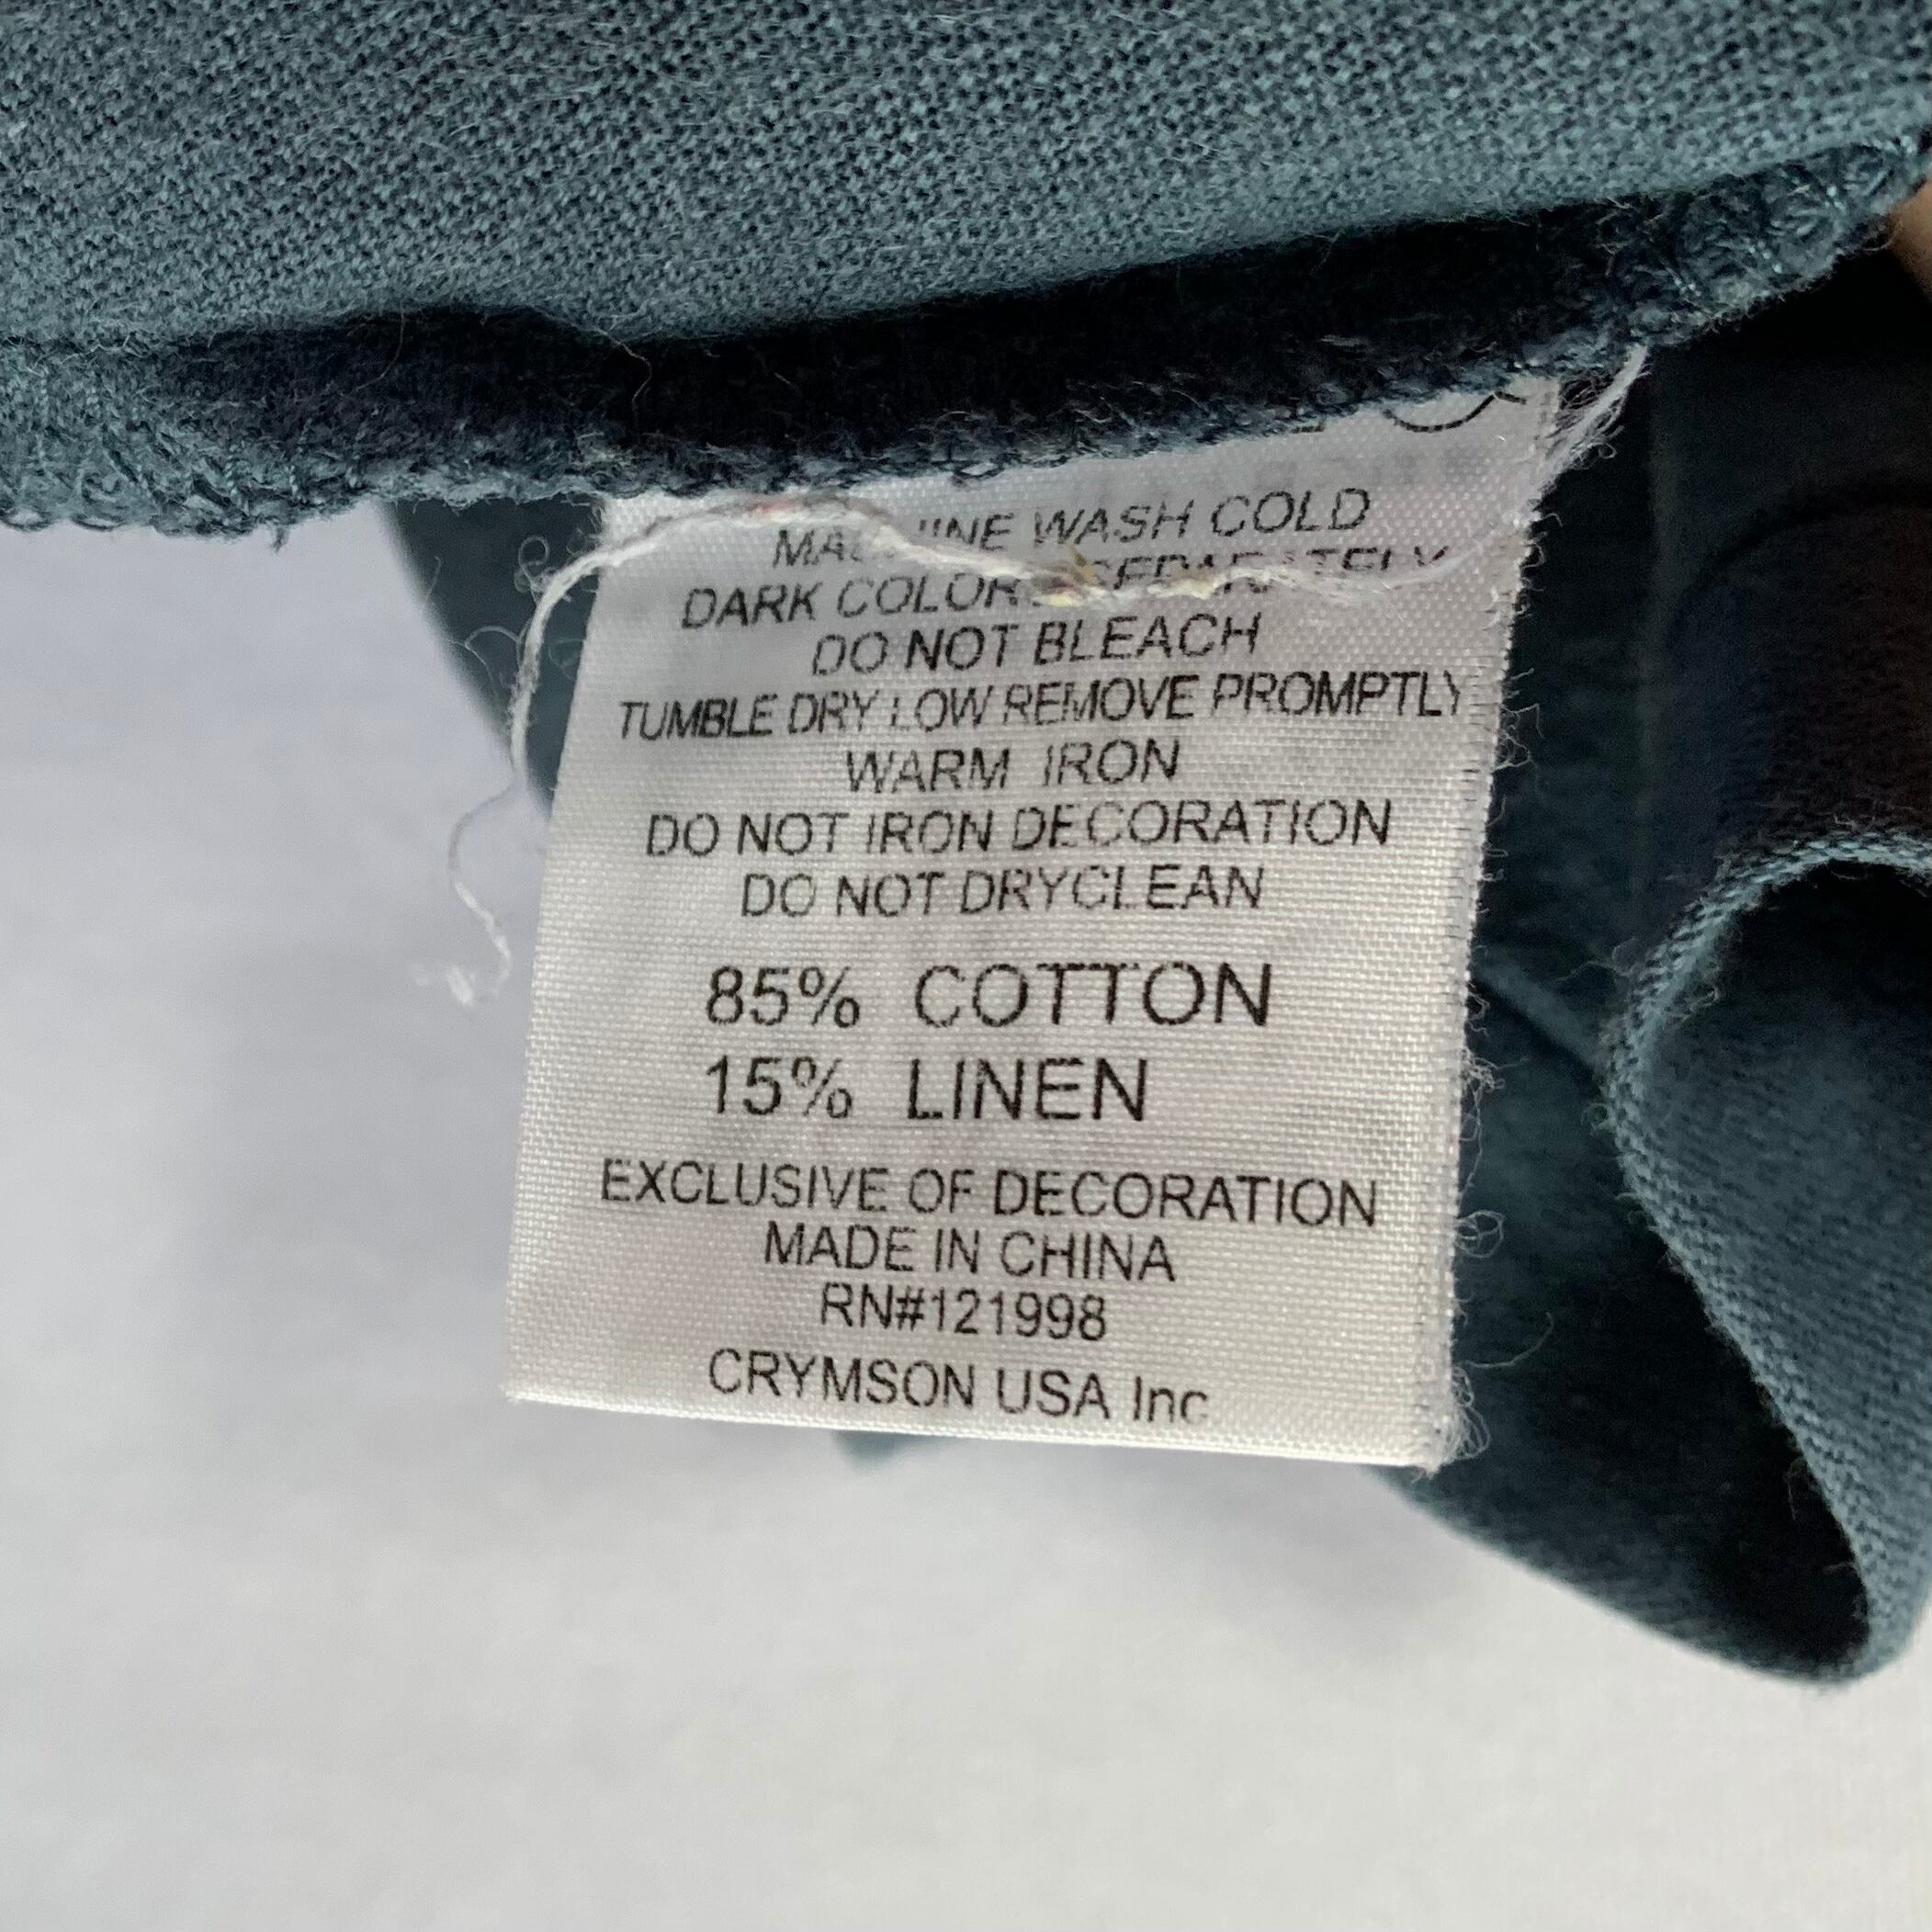 MACHINE WASH COLD
DARK COLORS SEPARATELY
DO NOT BLEACH
TUMBLE DRY LOW REMOVE PROMPTLY
WARM IRON
DO NOT IRON DECORATION
DO NOT DRYCLEAN
85% COTTON
15% LINEN
EXCLUSIVE OF DECORATION
MADE IN CHINA
RN#121998
CRYMSON USA Inc